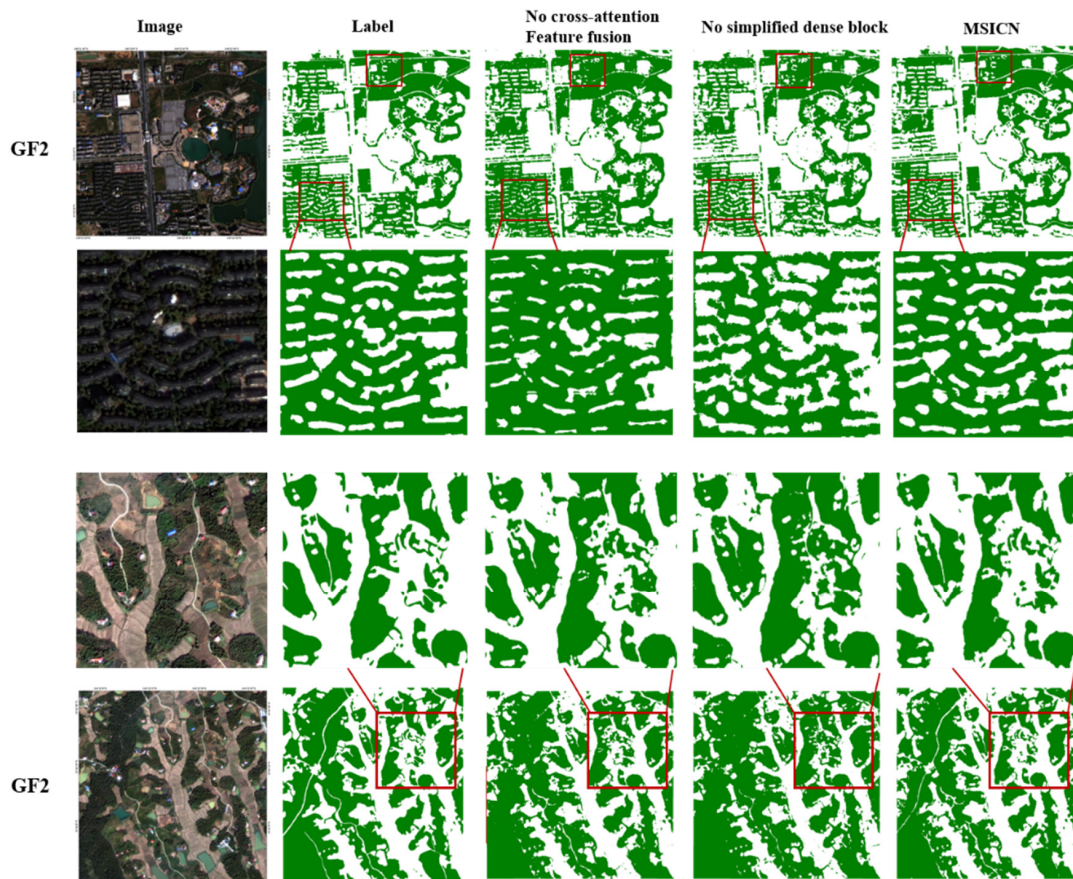 Image
Label
No cross-attention
Feature fusion
No simplified dense block
MSICN
GF2
GF2